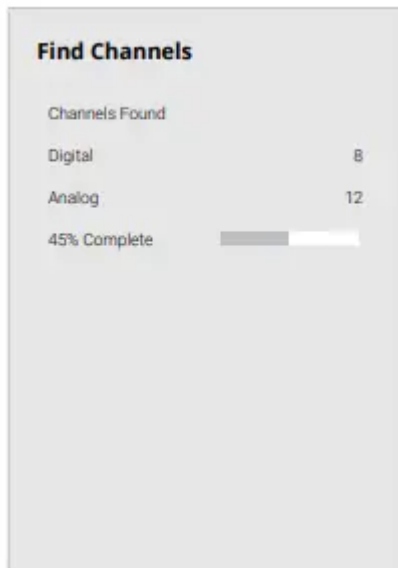 Find Channels
Channels Found
Digital 8
Analog 12
45% Complete